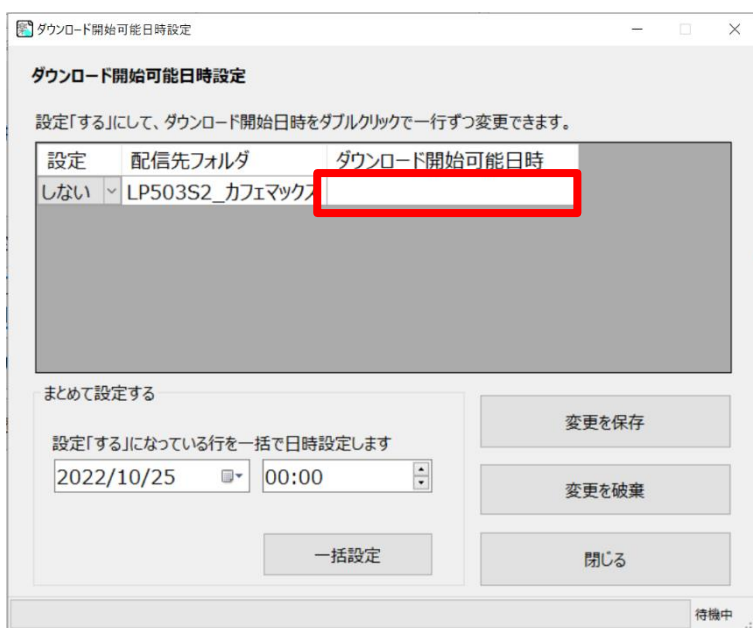 ダウンロード開始可能日時設定
ダウンロード開始可能日時設定
設定「する」にして、ダウンロード開始日時をダブルクリックで一行ずつ変更できます。
設定 配信先フォルダ ダウンロード開始可能日時
しない LP503S2_カフェマックス
まとめて設定する
設定「する」になっている行を一括で日時設定します
2022/10/25 00:00
一括設定
変更を保存
変更を破棄
閉じる
待機中